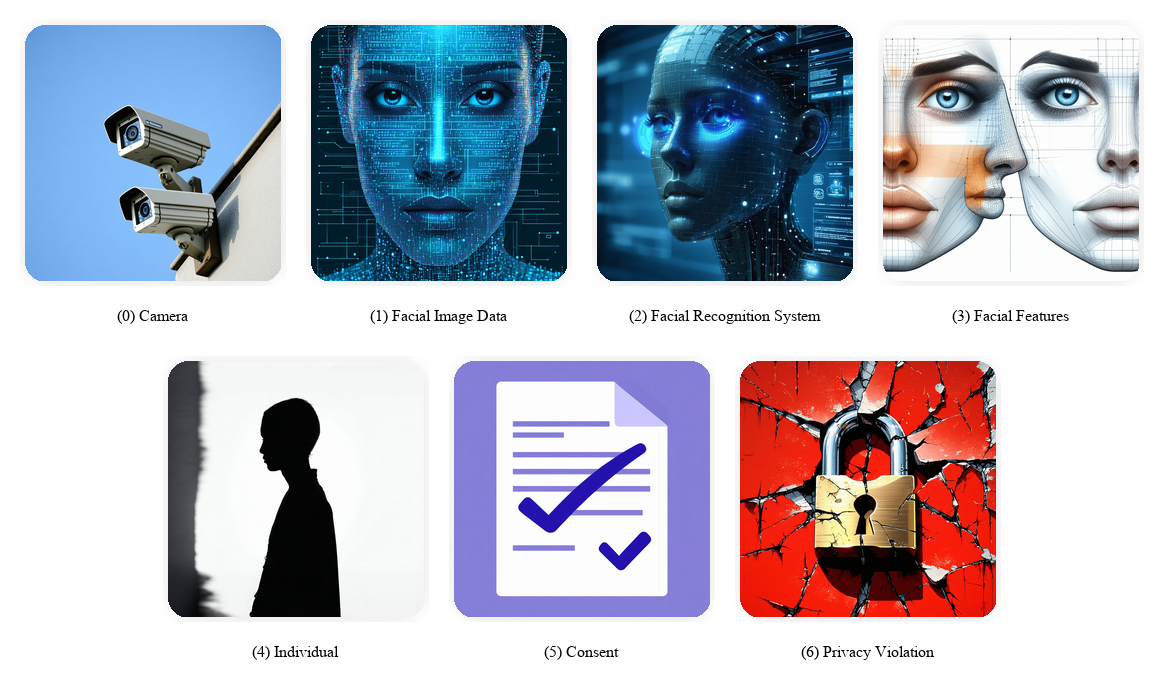 (0) Camera
(1) Facial Image Data
(2) Facial Recognition System
(3) Facial Features
(4) Individual
(5) Consent
(6) Privacy Violation